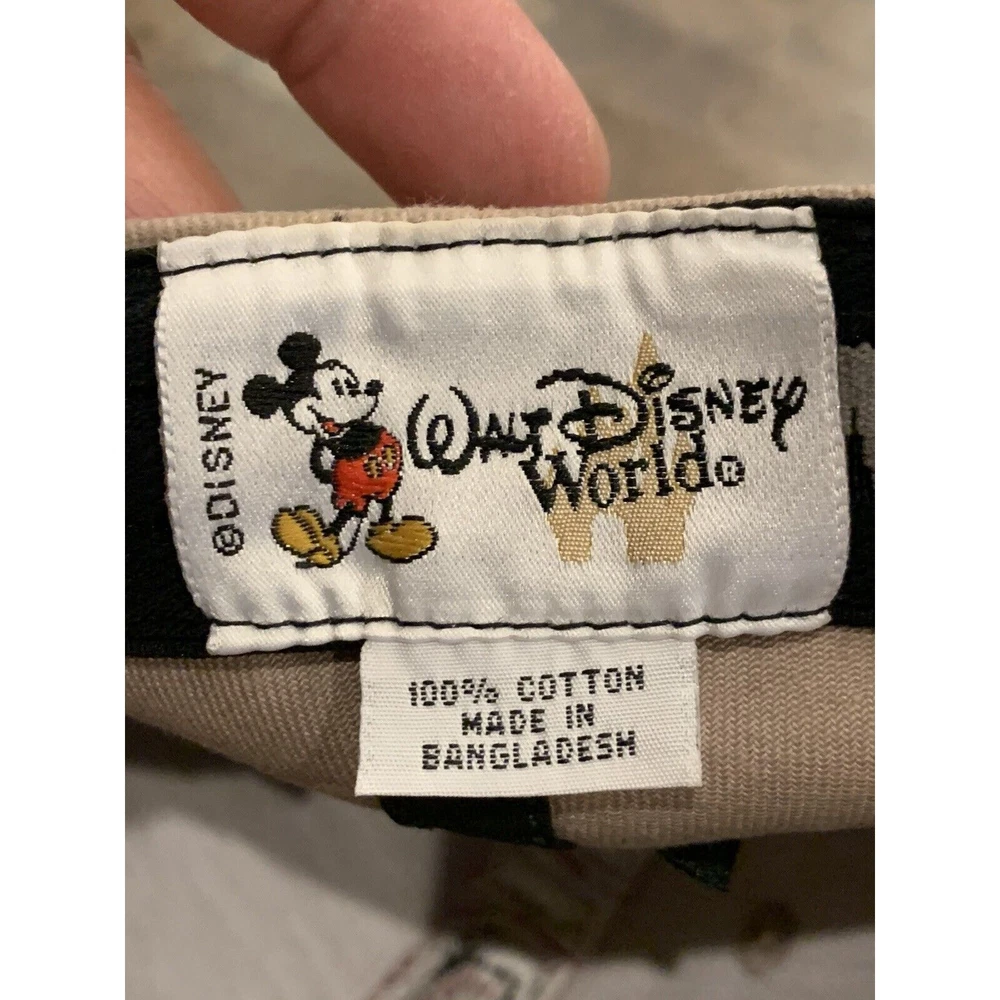 ©DISNEY
WALT DISNEY
World®
100% COTTON
MADE IN
BANGLADESH